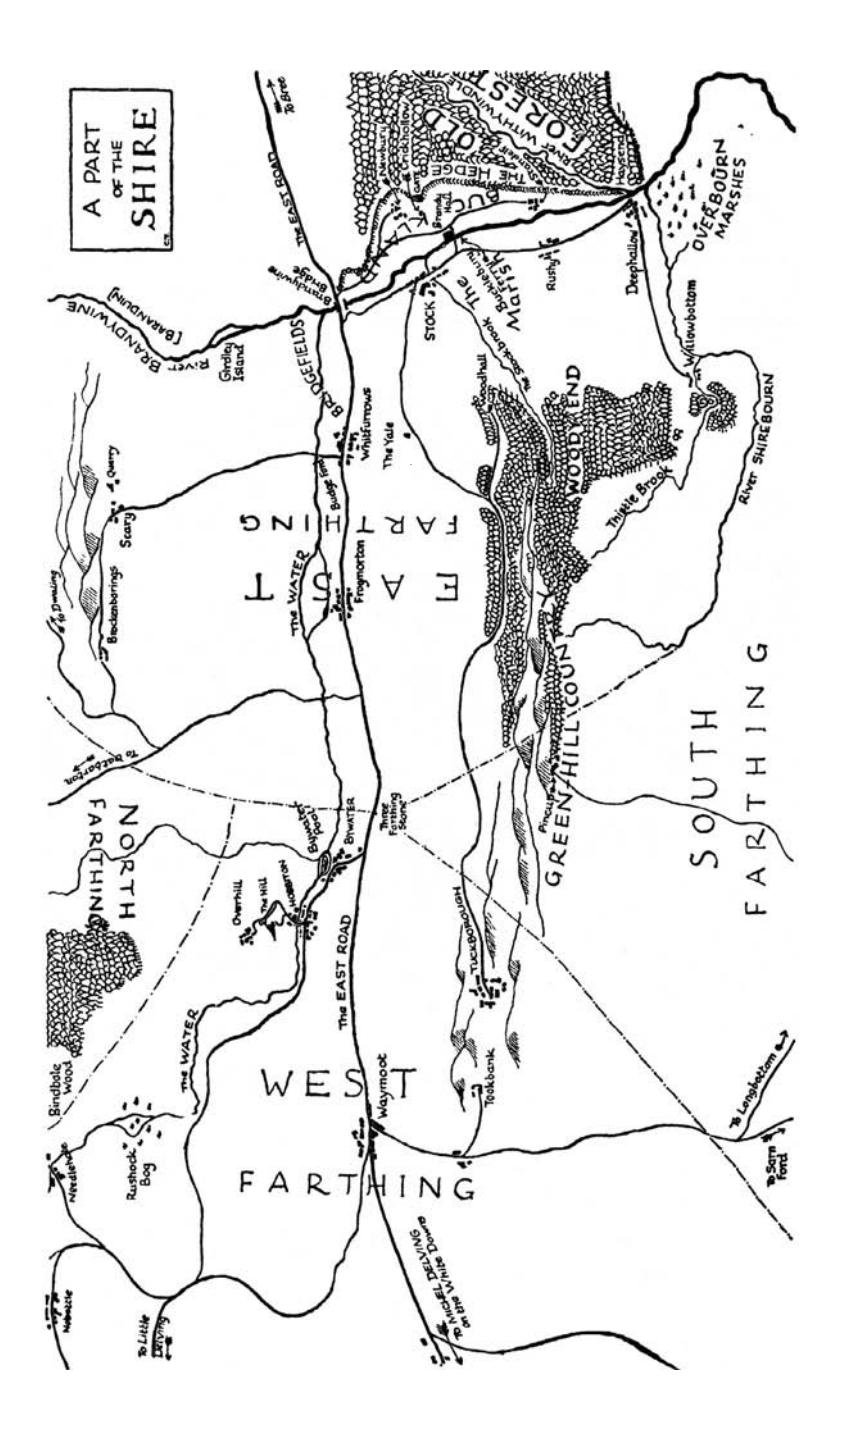 A PART
OF THE
SHIRE
C.T.
To Bree
The EAST ROAD
Newbury
Crickhollow
OLD
FOREST
River WITHYWINDLE
THE HEDGE
Standelf
Haysend
BUCKLAND
Brandy
Hall
OVERBOURN
MARSHES
River BRANDYWINE
[BARANDUIN]
Girdley
Island
Brandywine
Bridge
BRIDGEFIELDS
STOCK
Bucklebury
Ferry
The
Marish
Rushy
Deephallow
Willowbottom
The Stockbrook
Woodhall
WOODY END
Thistle Brook
River SHIREBOURN
Whitfurrows
The Yale
Budge Ford
Quarry
Scary
Brockenborings
To Dwaling
The WATER
Frogmorton
EAST
FARTHING
To Oatbarton
NORTH
FARTHING
Bywater
Pool
BYWATER
Three
Farthing
Stone
Overhill
The Hill
HOBBITON
GREEN HILL COUNTRY
Pincup
SOUTH
FARTHING
TUCKBOROUGH
The EAST ROAD
Bindbale
Wood
The WATER
Needlehole
Rushock
Bog
WEST
FARTHING
Waymoot
Tookbank
To Longbottom
To Sarn
Ford
Nobottle
To Little
Delving
To MICHEL DELVING
on the White Downs